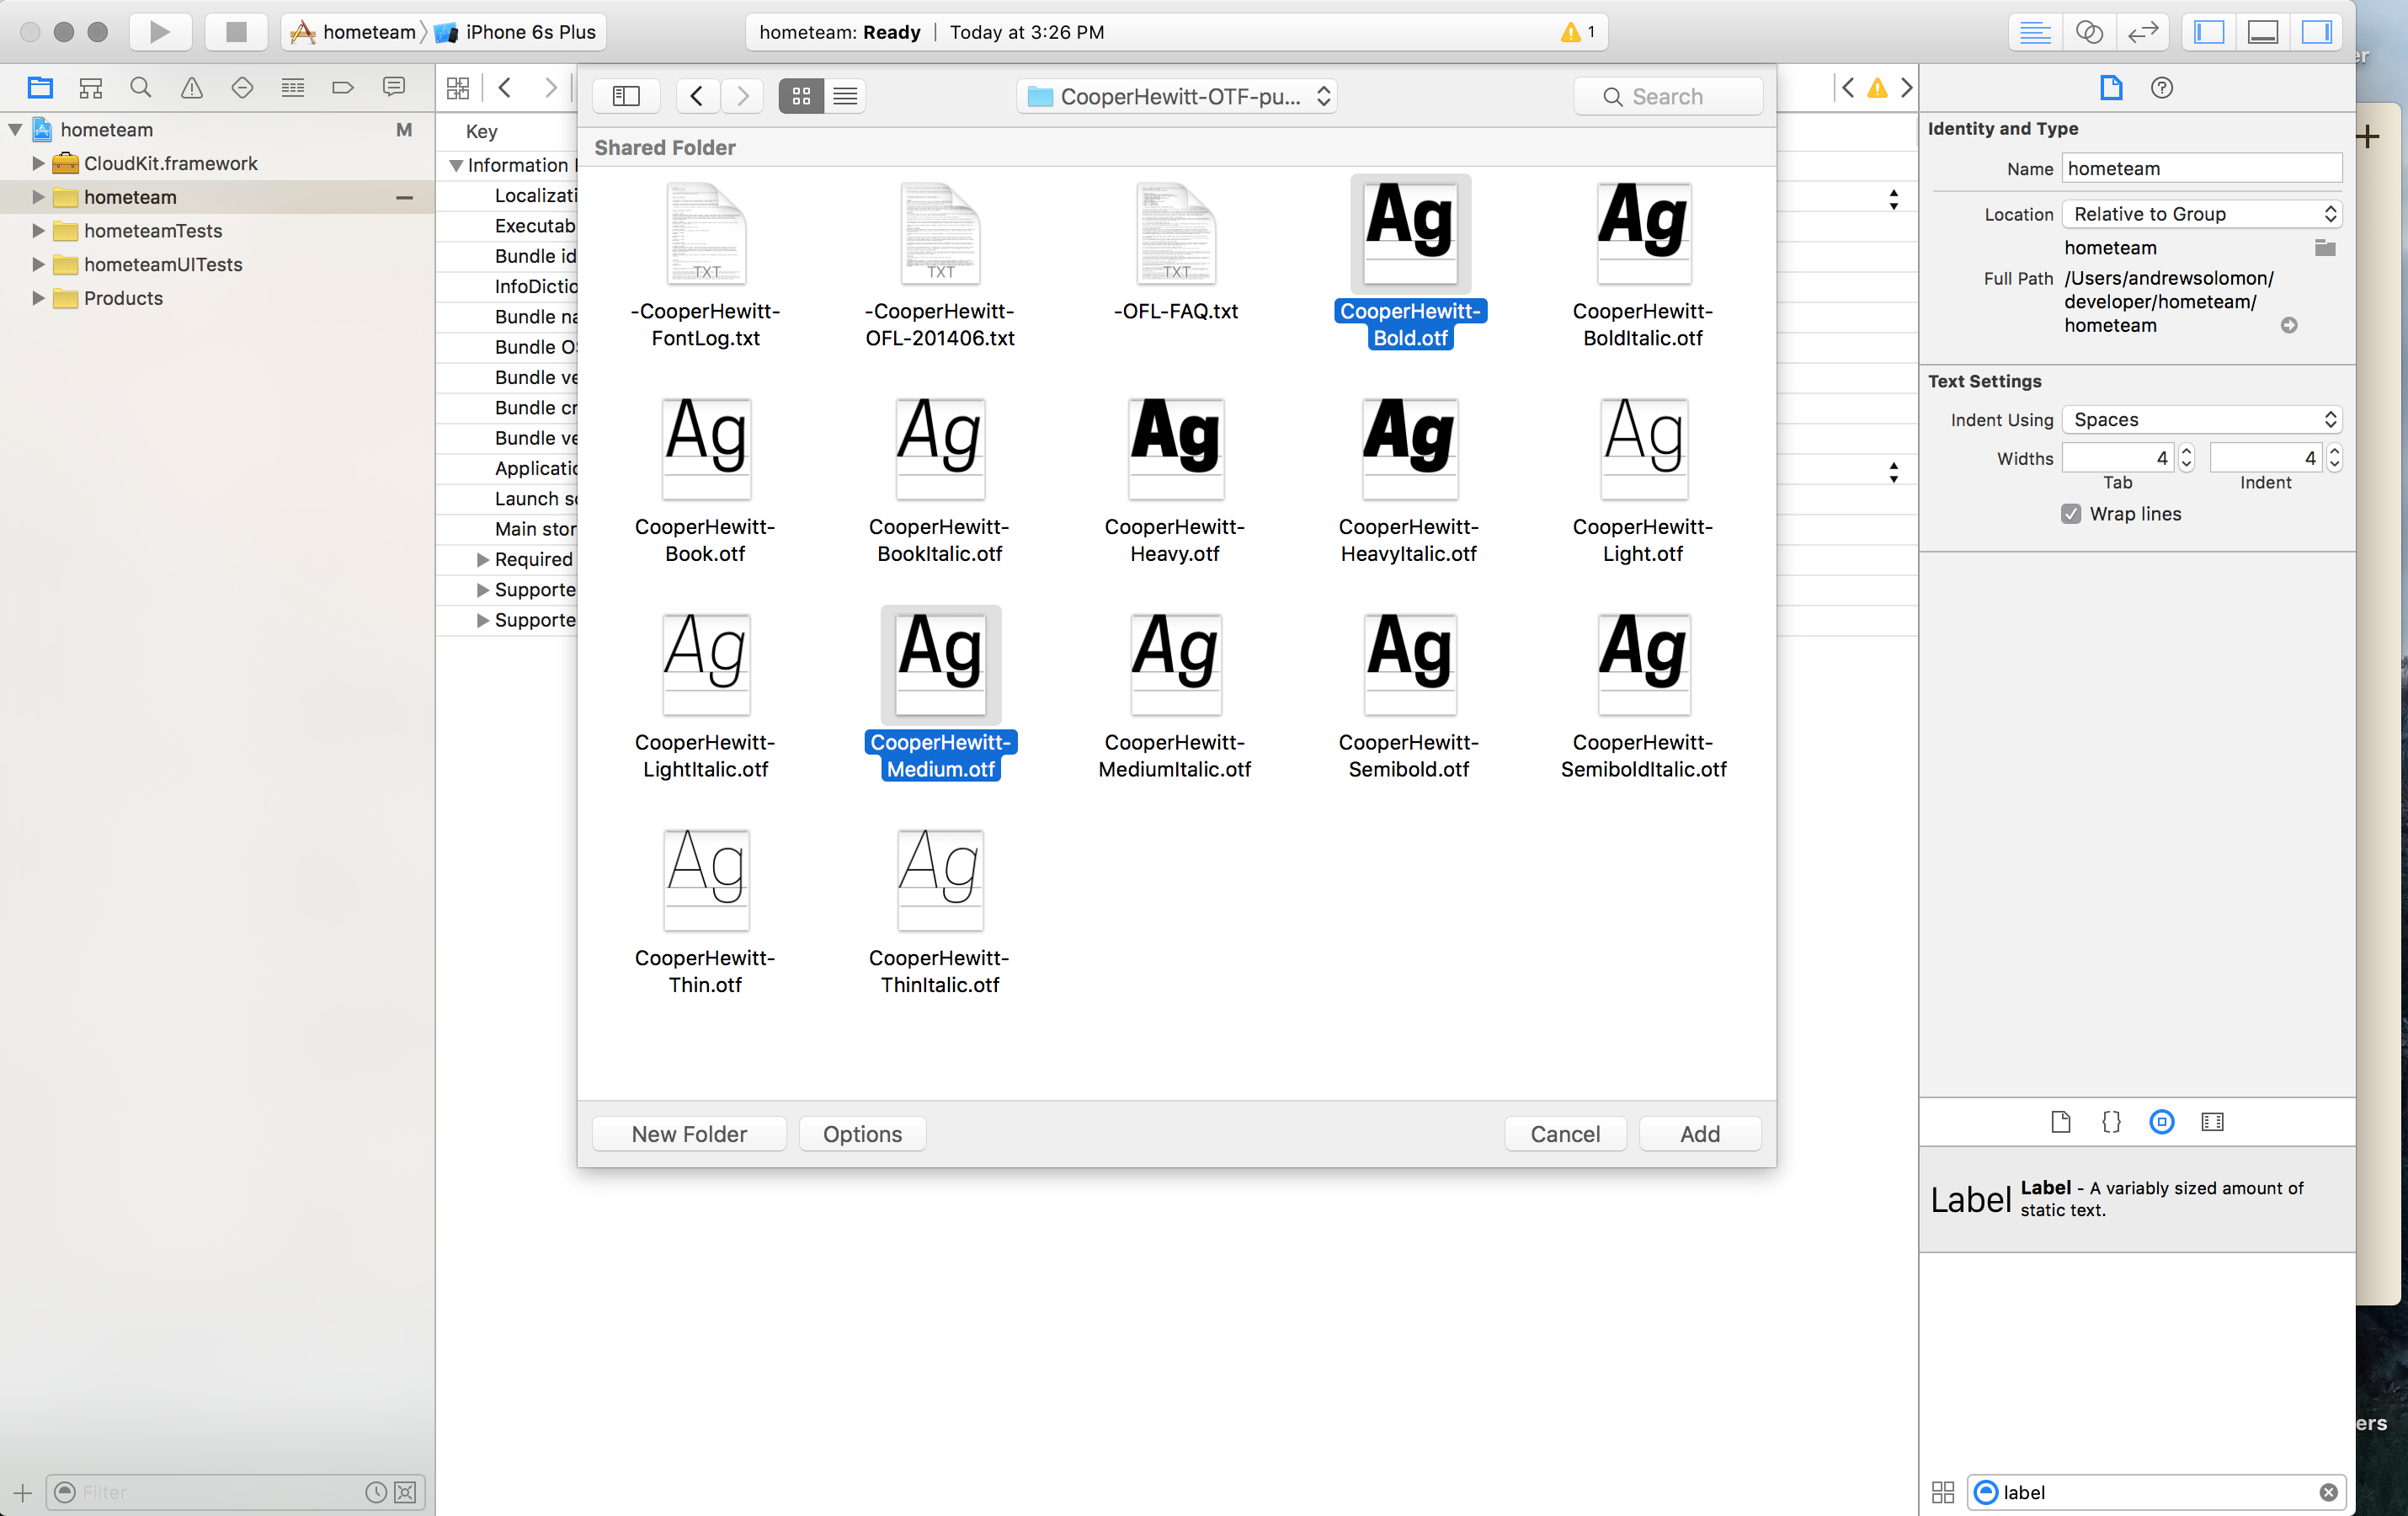 hometeam
iPhone 6s Plus
hometeam: Ready
Today at 3:26 PM
1
CooperHewitt-OTF-pu...
Search
hometeam
M
CloudKit.framework
hometeam
hometeamTests
hometeamUITests
Products
Filter
Key
Information
Localizati
Executab
Bundle id
InfoDictio
Bundle na
Bundle O
Bundle ve
Bundle cr
Bundle ve
Applicatio
Launch s
Main stor
Required
Supporte
Supporte
Shared Folder
TXT
-CooperHewitt-
FontLog.txt
TXT
-CooperHewitt-
OFL-201406.txt
TXT
-OFL-FAQ.txt
Ag
CooperHewitt-
Bold.otf
Ag
CooperHewitt-
BoldItalic.otf
Ag
CooperHewitt-
Book.otf
Ag
CooperHewitt-
BookItalic.otf
Ag
CooperHewitt-
Heavy.otf
Ag
CooperHewitt-
HeavyItalic.otf
Ag
CooperHewitt-
Light.otf
Ag
CooperHewitt-
LightItalic.otf
Ag
CooperHewitt-
Medium.otf
Ag
CooperHewitt-
MediumItalic.otf
Ag
CooperHewitt-
Semibold.otf
Ag
CooperHewitt-
SemiboldItalic.otf
Ag
CooperHewitt-
Thin.otf
Ag
CooperHewitt-
ThinItalic.otf
New Folder
Options
Cancel
Add
Identity and Type
Name hometeam
Location Relative to Group
hometeam
Full Path /Users/andrewsolomon/
developer/hometeam/
hometeam
Text Settings
Indent Using Spaces
Widths 4 4
Tab Indent
Wrap lines
Label
Label - A variably sized amount of
static text.
label
er
ers